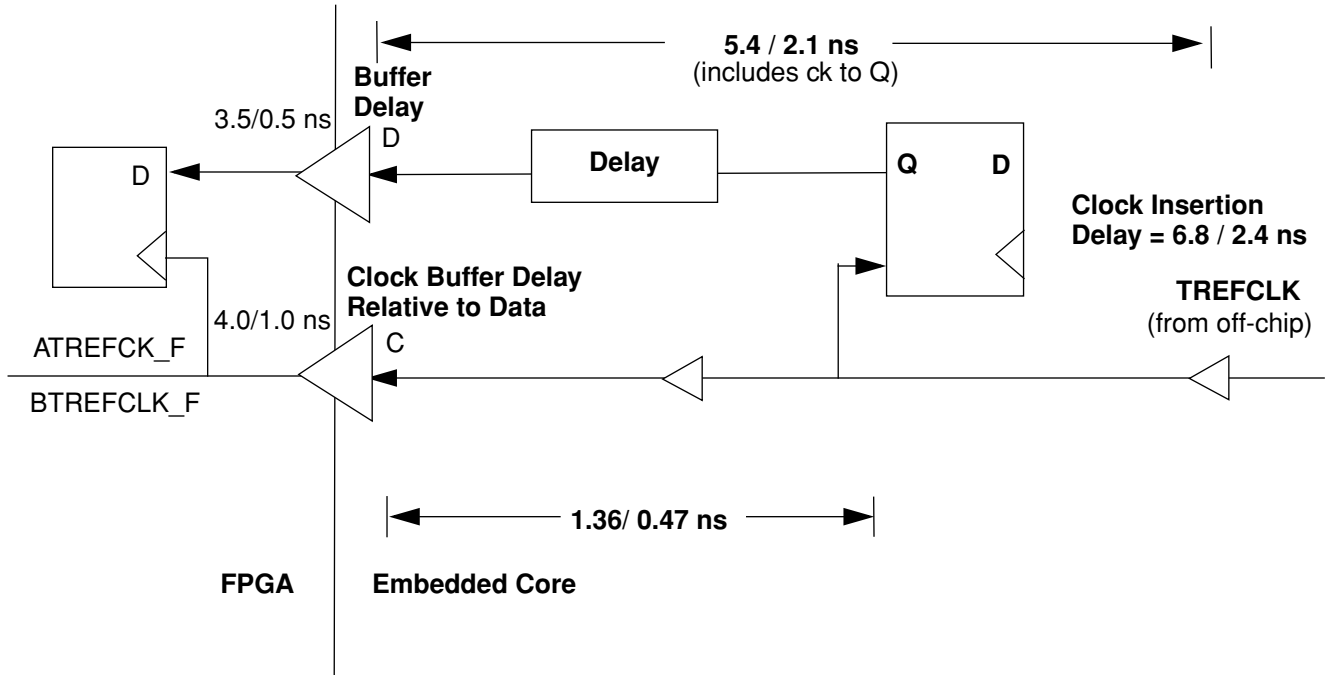 5.4 / 2.1 ns
(includes ck to Q)
Buffer
Delay
3.5/0.5 ns
D
D
Delay
Q
D
Clock Insertion
Delay = 6.8 / 2.4 ns
Clock Buffer Delay
Relative to Data
TREFCLK
(from off-chip)
4.0/1.0 ns
C
ATREFCK_F
BTREFCLK_F
1.36/ 0.47 ns
FPGA
Embedded Core